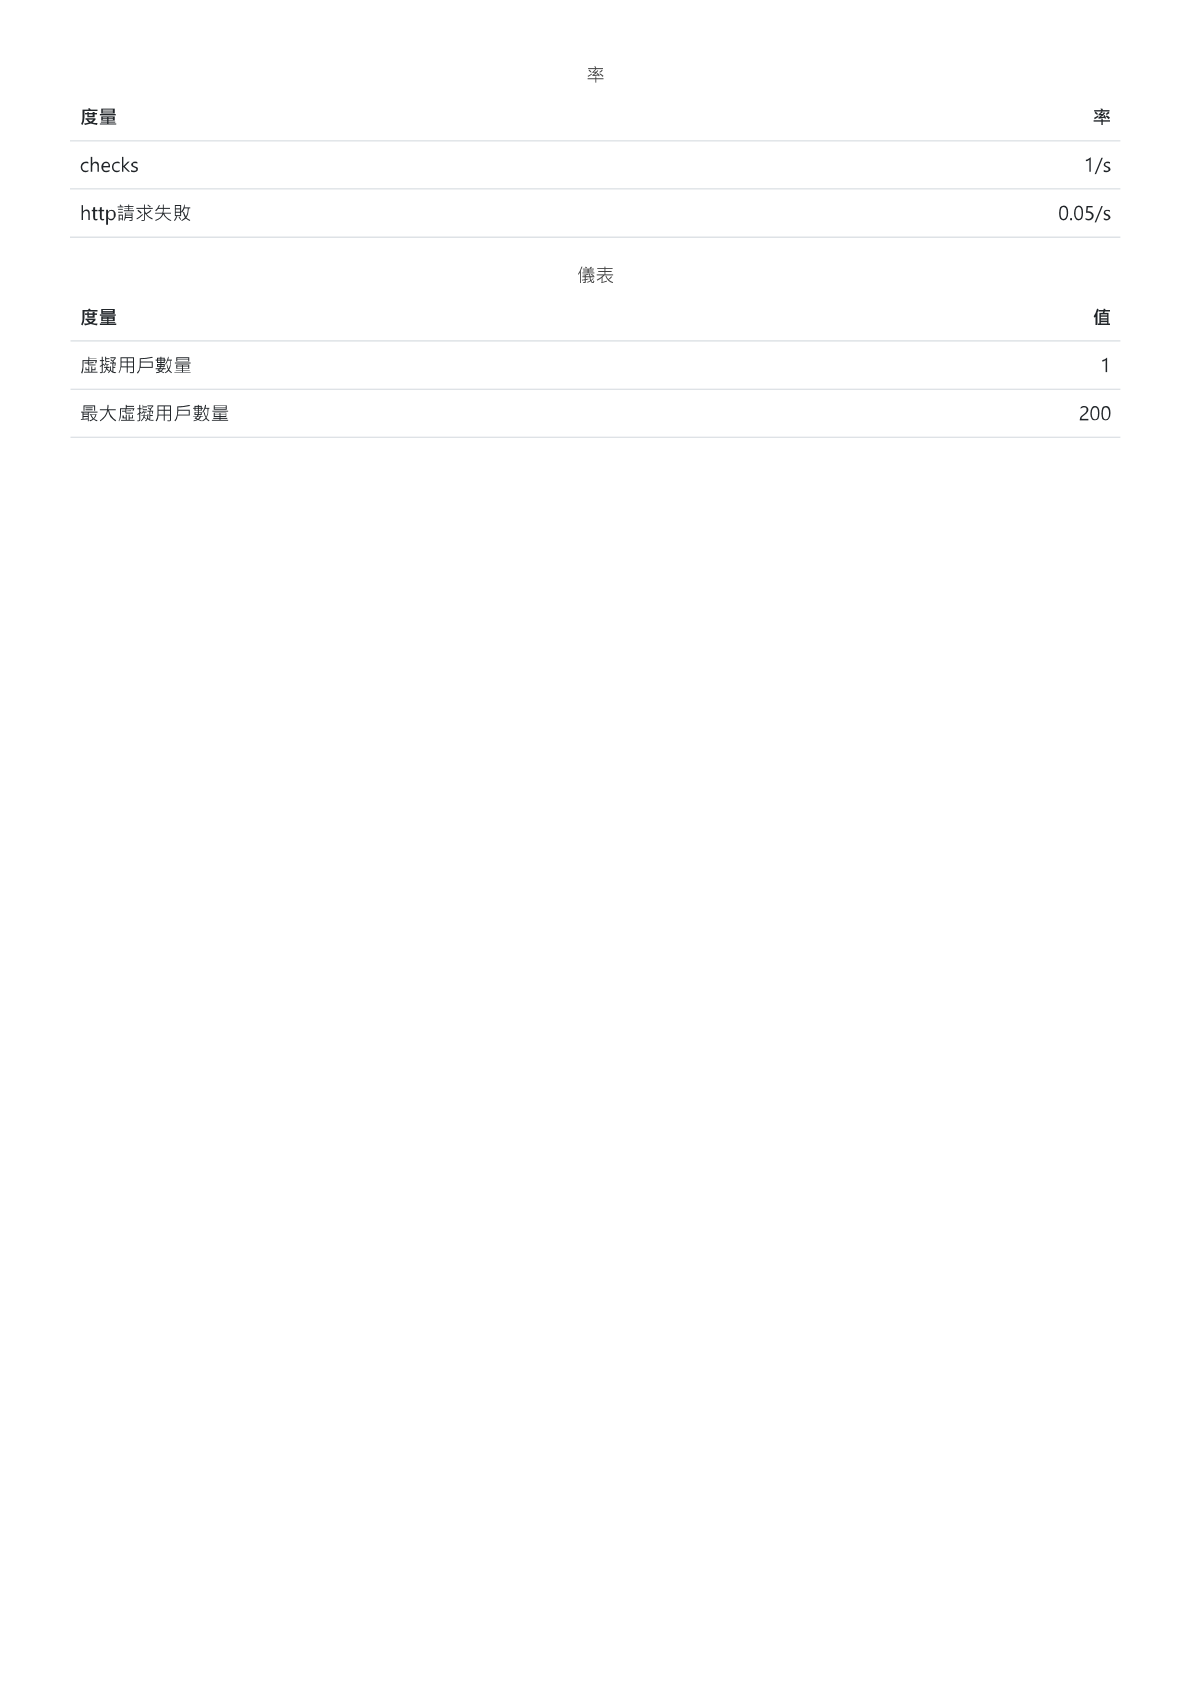 率
度量 率
checks 1/s
http請求失敗 0.05/s
儀表
度量 值
虛擬用戶數量 1
最大虛擬用戶數量 200